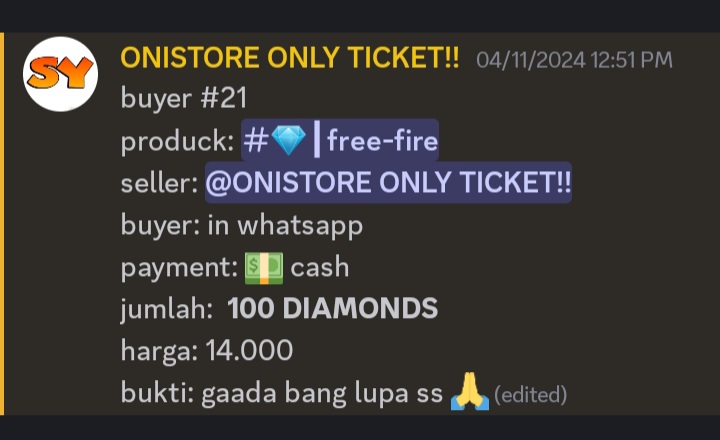 SY
ONISTORE ONLY TICKET!! 04/11/2024 12:51 PM
buyer #21
produck: #💎┃free-fire
seller: @ONISTORE ONLY TICKET!!
buyer: in whatsapp
payment: 💵 cash
jumlah: 100 DIAMONDS
harga: 14.000
bukti: gaada bang lupa ss 🙏 (edited)